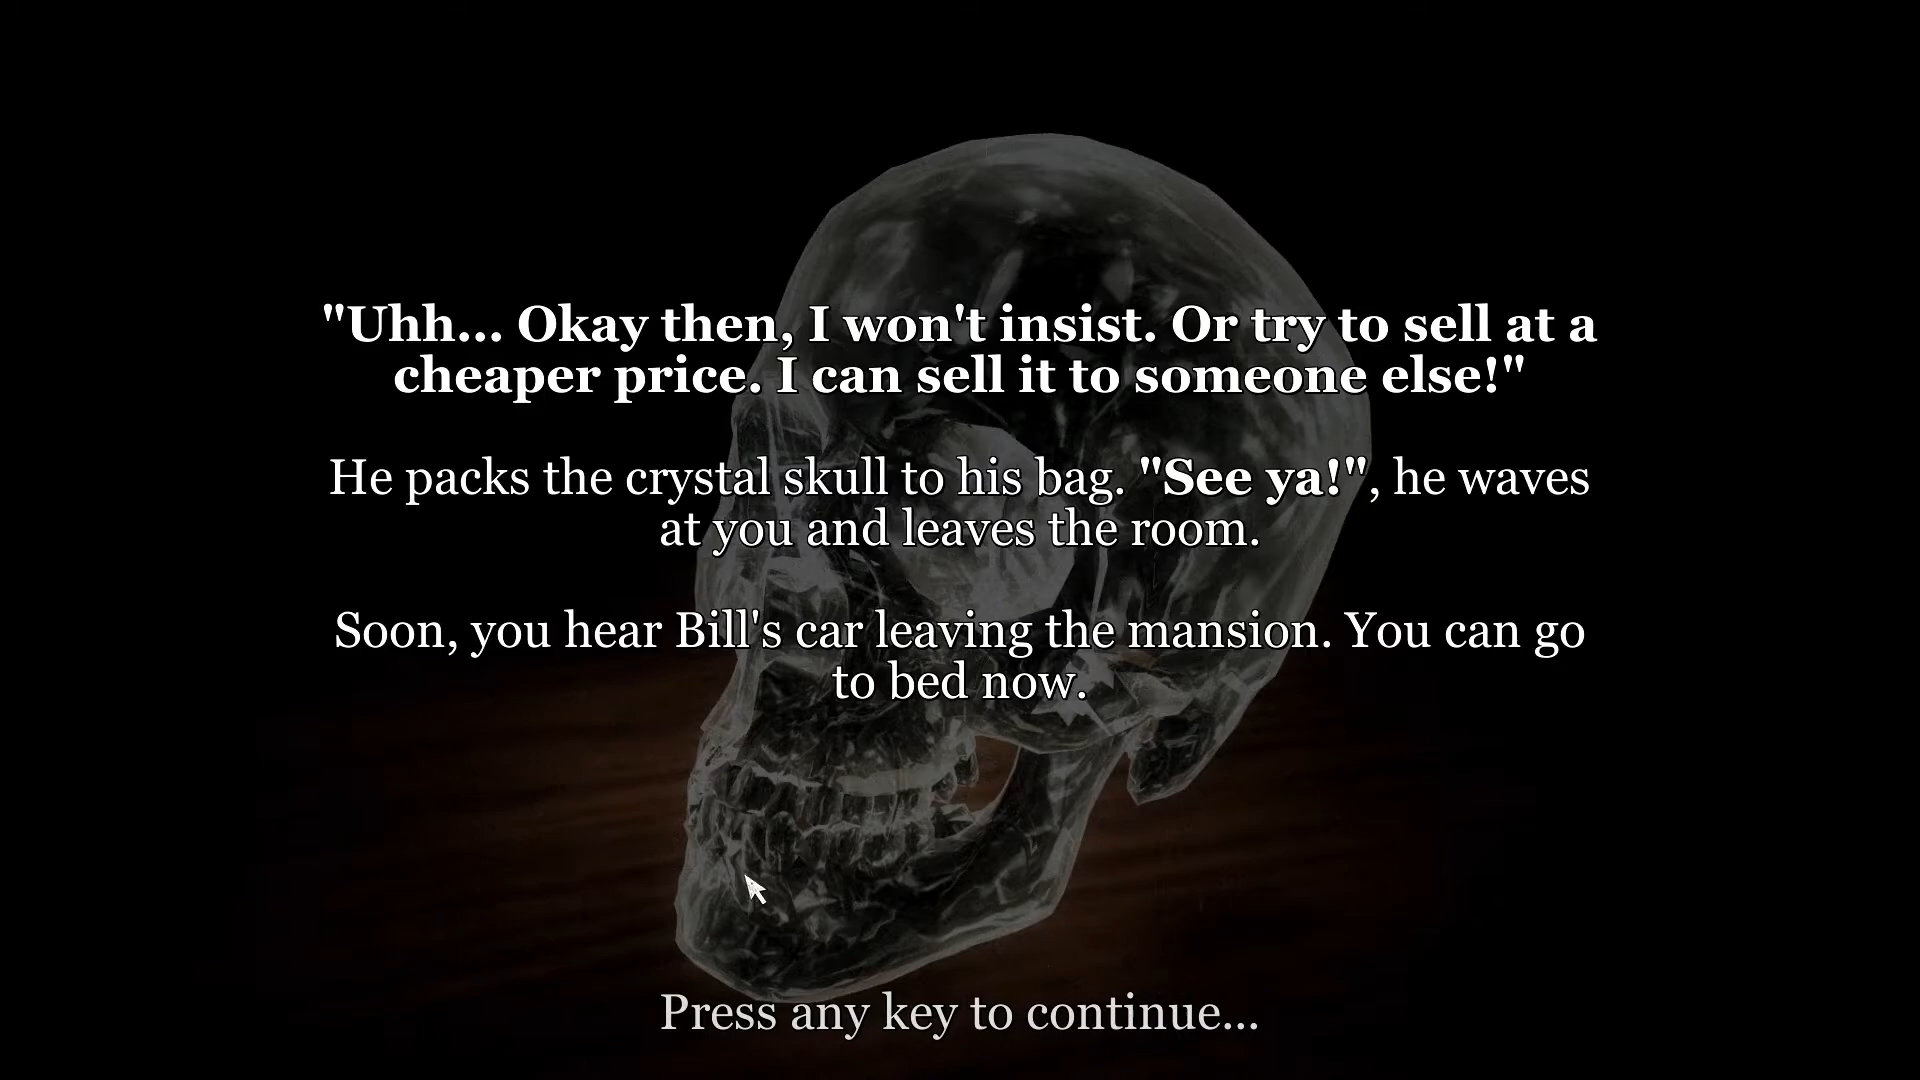 "Uhh... Okay then, I won't insist. Or try to sell at a
cheaper price. I can sell it to someone else!"
He packs the crystal skull to his bag. "See ya!", he waves
at you and leaves the room.
Soon, you hear Bill's car leaving the mansion. You can go
to bed now.
Press any key to continue...